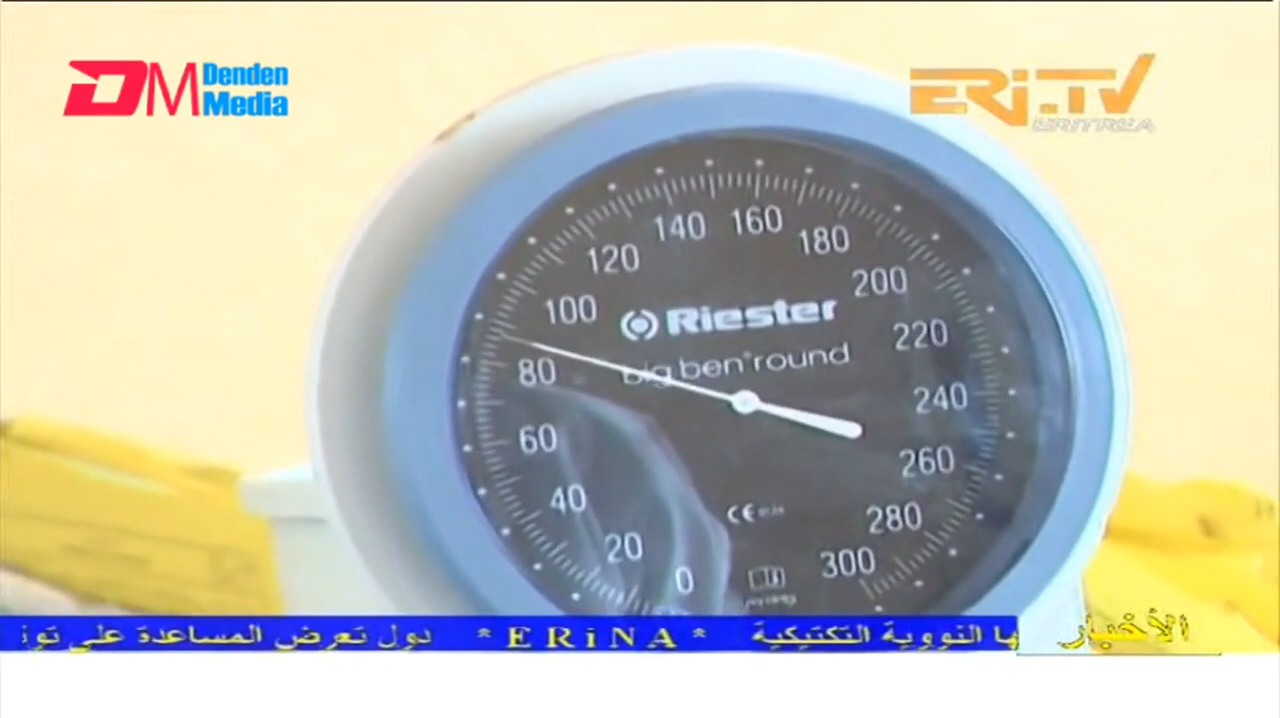 DM Denden Media
ERi.TV
ERITREA
140 160
120 180
100 200
Riester
220
big ben®round
80
240
60
260
40
CE
280
20
300
0
دول تعرض المساعدة على * ERiNA * النووية التكتيكية
الأخبار